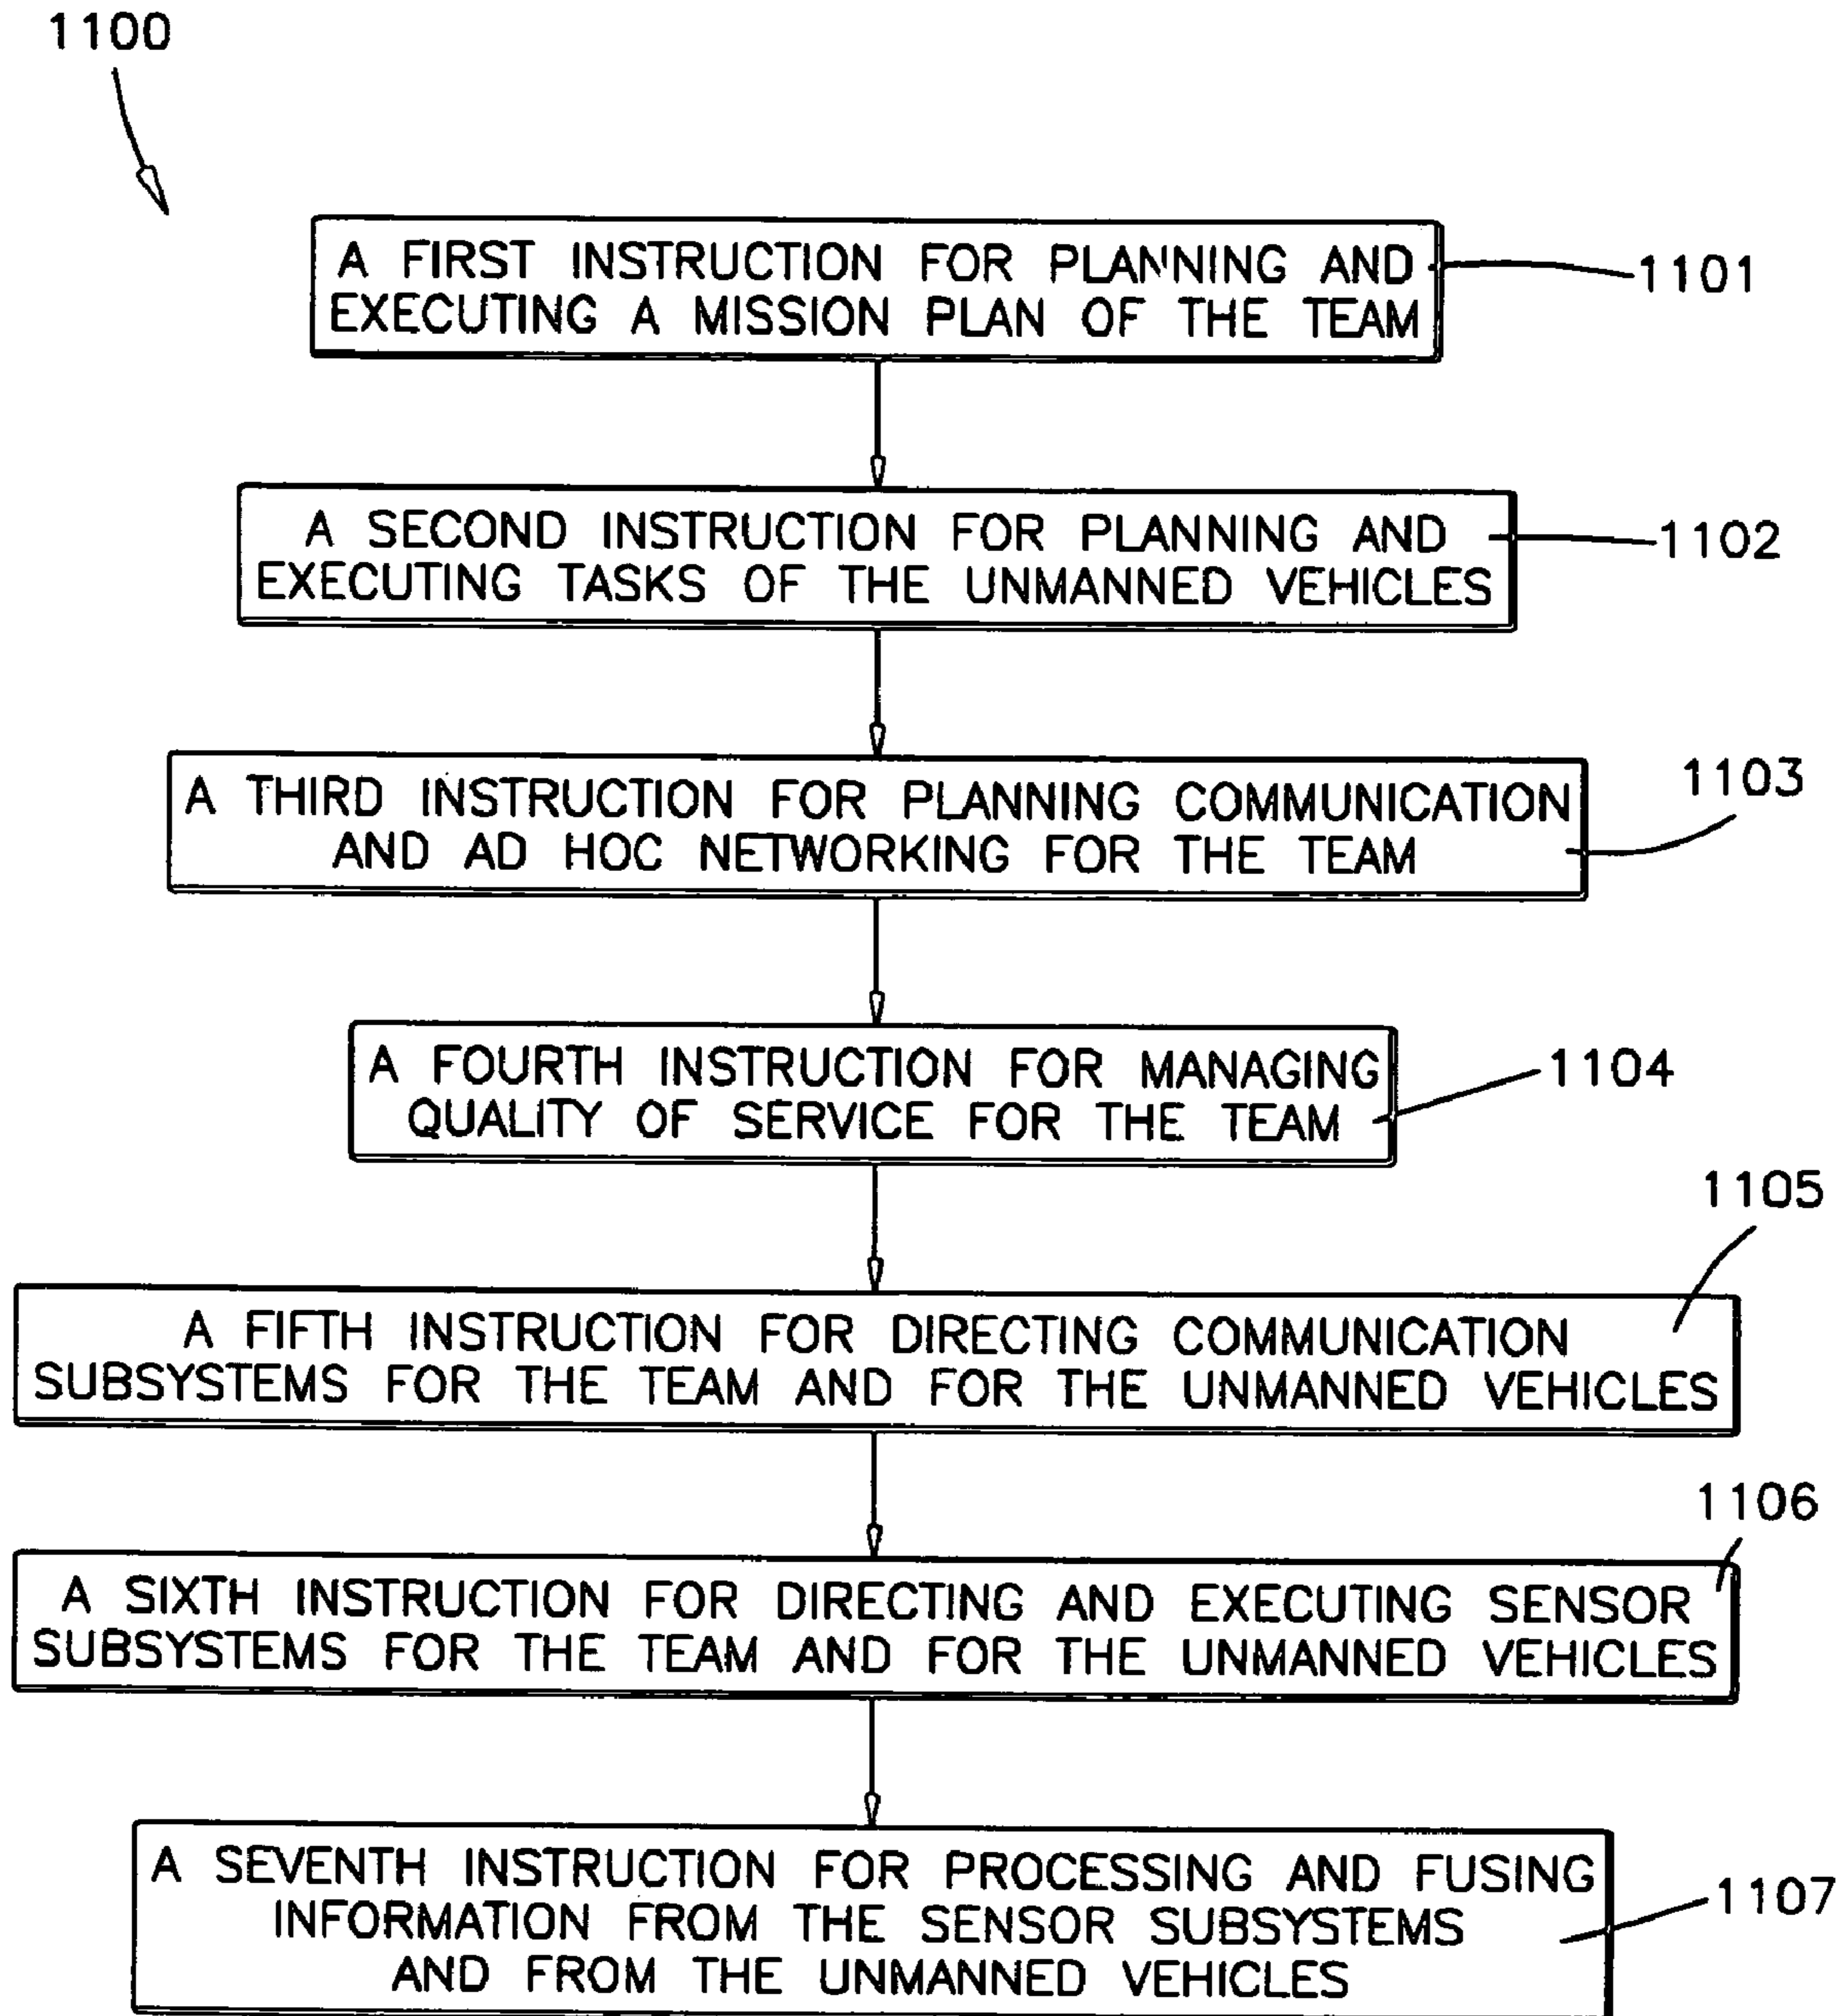 1100
A FIRST INSTRUCTION FOR PLANNING AND
EXECUTING A MISSION PLAN OF THE TEAM
1101
A SECOND INSTRUCTION FOR PLANNING AND
EXECUTING TASKS OF THE UNMANNED VEHICLES
1102
A THIRD INSTRUCTION FOR PLANNING COMMUNICATION
AND AD HOC NETWORKING FOR THE TEAM
1103
A FOURTH INSTRUCTION FOR MANAGING
QUALITY OF SERVICE FOR THE TEAM
1104
A FIFTH INSTRUCTION FOR DIRECTING COMMUNICATION
SUBSYSTEMS FOR THE TEAM AND FOR THE UNMANNED VEHICLES
1105
A SIXTH INSTRUCTION FOR DIRECTING AND EXECUTING SENSOR
SUBSYSTEMS FOR THE TEAM AND FOR THE UNMANNED VEHICLES
1106
A SEVENTH INSTRUCTION FOR PROCESSING AND FUSING
INFORMATION FROM THE SENSOR SUBSYSTEMS
AND FROM THE UNMANNED VEHICLES
1107